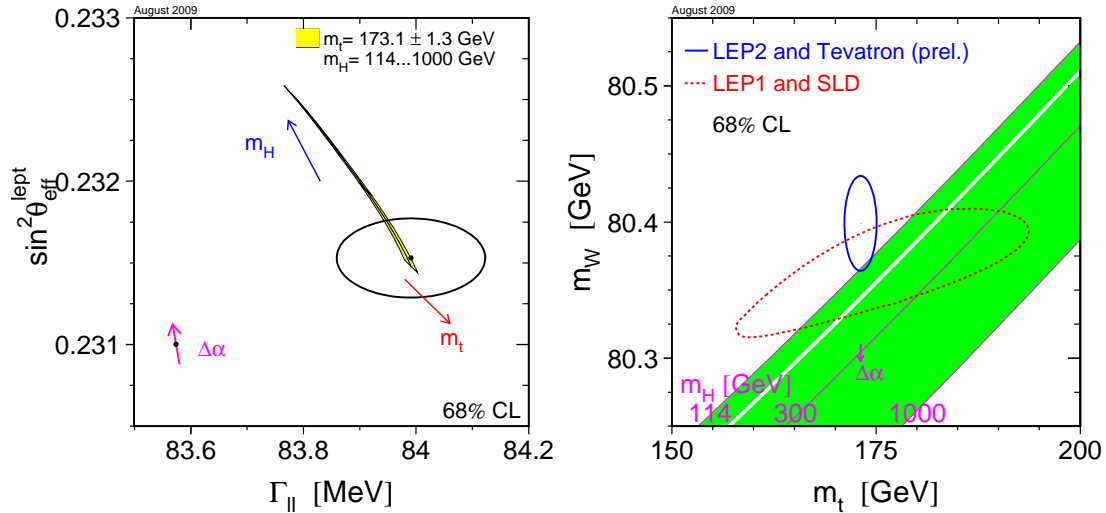 August 2009
0.233
0.232
0.231
sin²θ^lept_eff
m_t= 173.1 ± 1.3 GeV
m_H= 114...1000 GeV
m_H
m_t
Δα
68% CL
83.6 83.8 84 84.2
Γ_ll [MeV]
August 2009
80.5
80.4
80.3
m_W [GeV]
LEP2 and Tevatron (prel.)
LEP1 and SLD
68% CL
Δα
m_H [GeV]
114 300 1000
150 175 200
m_t [GeV]